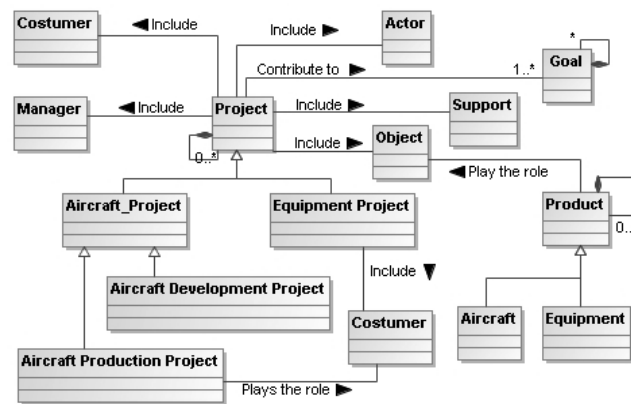 Costumer
◄ Include
Include ►
Actor
Contribute to ►
1..*
*
Goal
Manager
◄ Include
Project
Include ►
Support
0..*
Include ►
Object
◄ Play the role
Aircraft_Project
Equipment Project
Product
0..
Aircraft Development Project
Include ▼
Costumer
Aircraft
Equipment
Aircraft Production Project
Plays the role ►